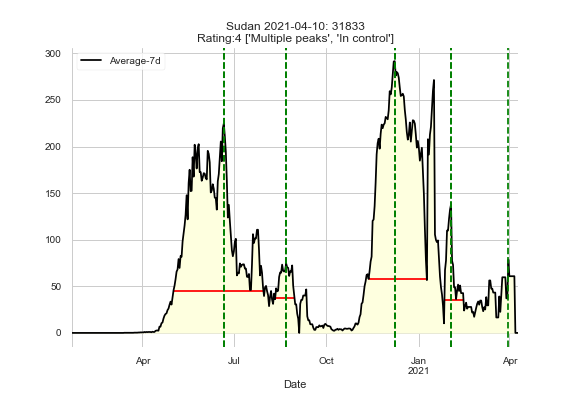 Sudan 2021-04-10: 31833
Rating:4 ['Multiple peaks', 'In control']
Average-7d
300
250
200
150
100
50
0
Apr
Jul
Oct
Jan
2021
Apr
Date